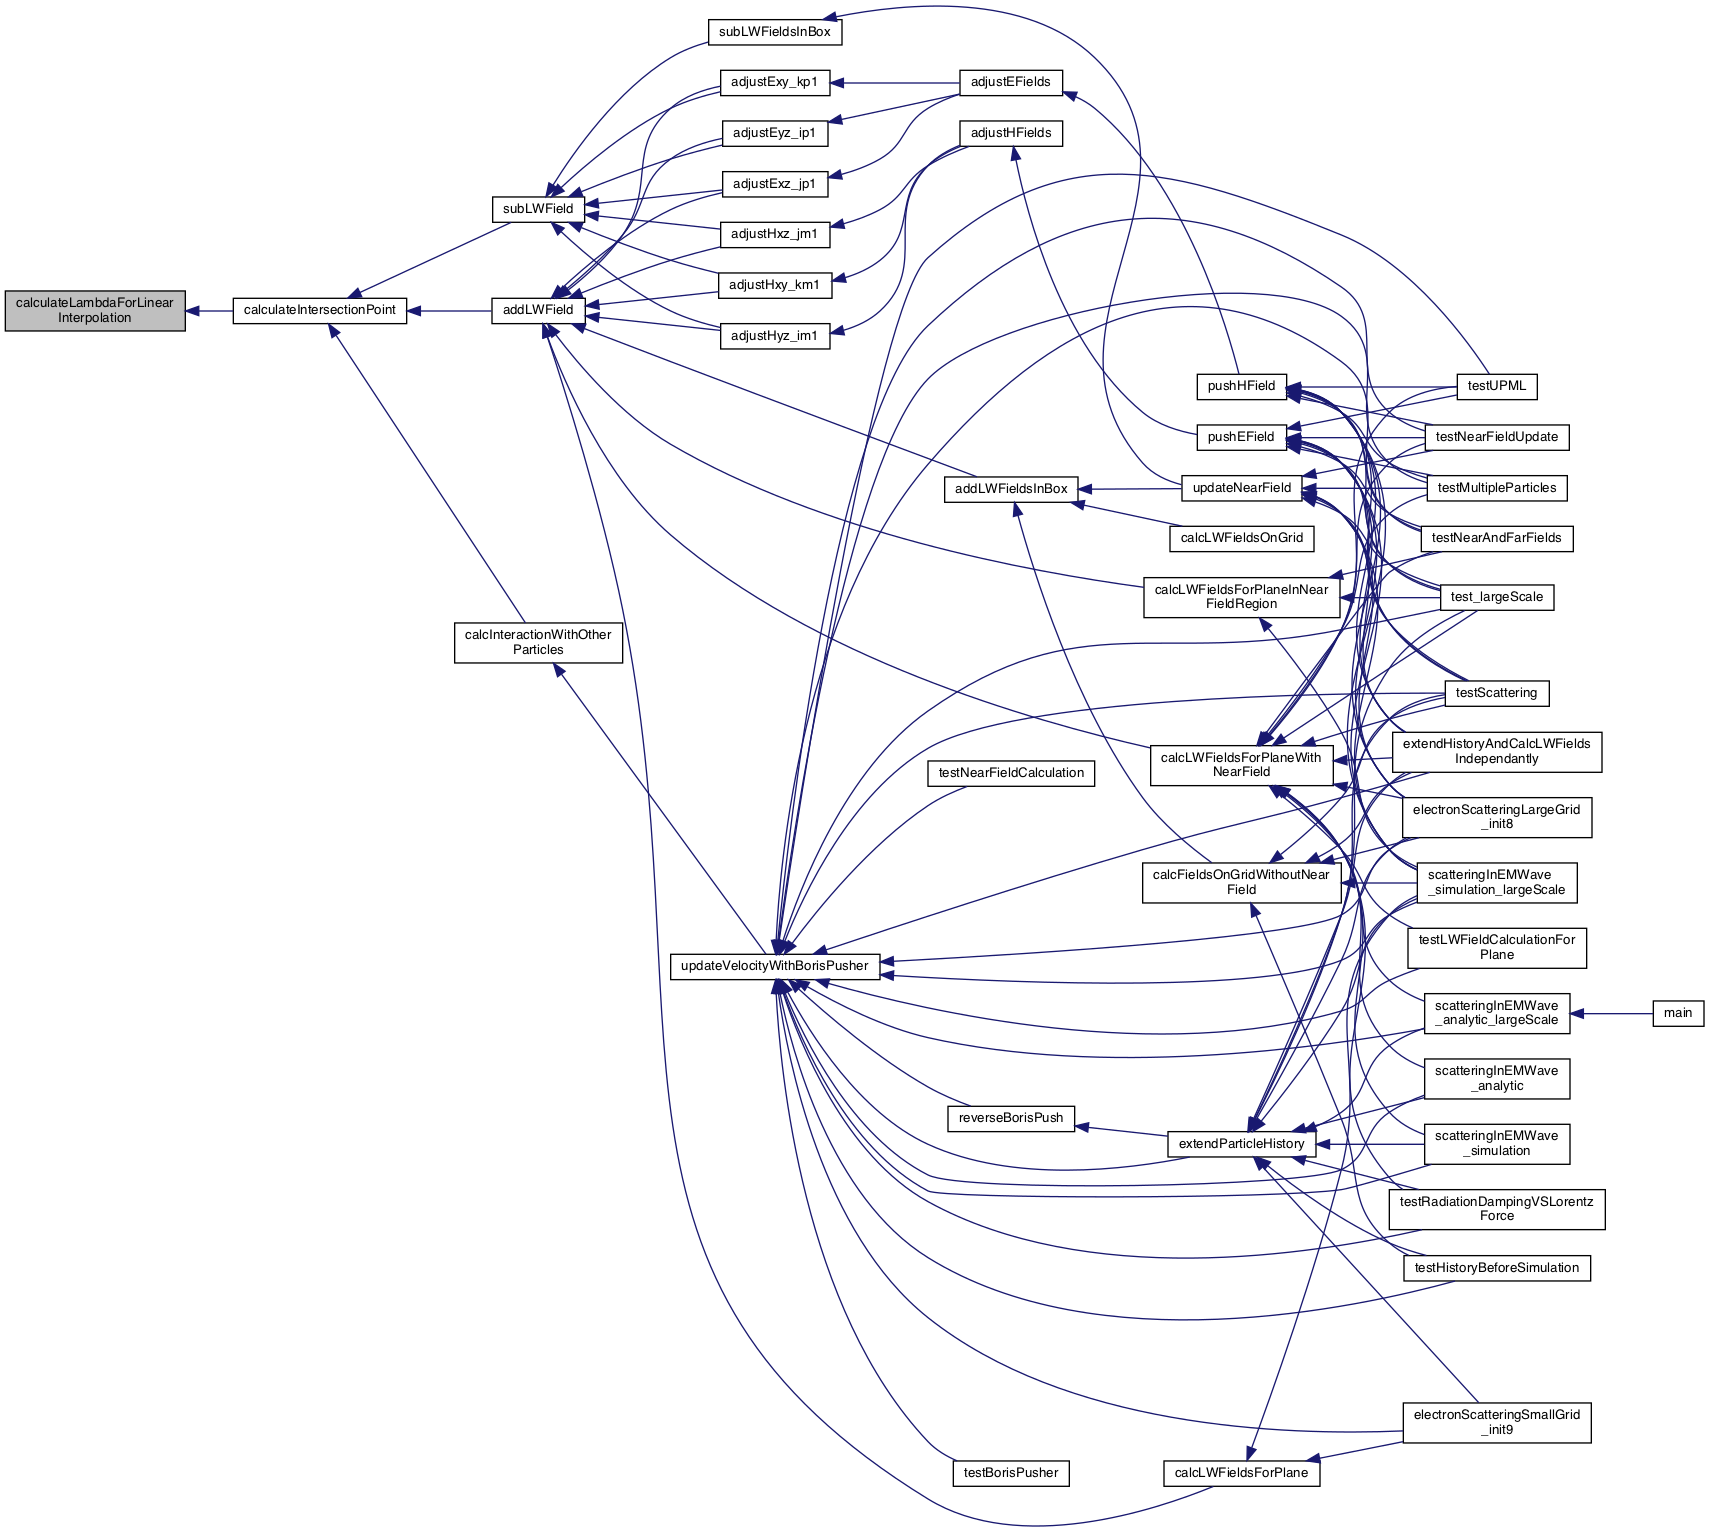 calculateLambdaForLinear
Interpolation
calculateIntersectionPoint
subLWField
addLWField
calcInteractionWithOther
Particles
subLWFieldsInBox
adjustExy_kp1
adjustEyz_ip1
adjustExz_jp1
adjustHxz_jm1
adjustHxy_km1
adjustHyz_im1
updateVelocityWithBorisPusher
adjustEFields
adjustHFields
addLWFieldsInBox
testNearFieldCalculation
reverseBorisPush
testBorisPusher
pushHField
pushEField
updateNearField
calcLWFieldsOnGrid
calcLWFieldsForPlaneInNear
FieldRegion
calcLWFieldsForPlaneWith
NearField
calcFieldsOnGridWithoutNear
Field
extendParticleHistory
calcLWFieldsForPlane
testUPML
testNearFieldUpdate
testMultipleParticles
testNearAndFarFields
test_largeScale
testScattering
extendHistoryAndCalcLWFields
Independantly
electronScatteringLargeGrid
_init8
scatteringInEMWave
_simulation_largeScale
testLWFieldCalculationFor
Plane
scatteringInEMWave
_analytic_largeScale
scatteringInEMWave
_analytic
scatteringInEMWave
_simulation
testRadiationDampingVSLorentz
Force
testHistoryBeforeSimulation
electronScatteringSmallGrid
_init9
main